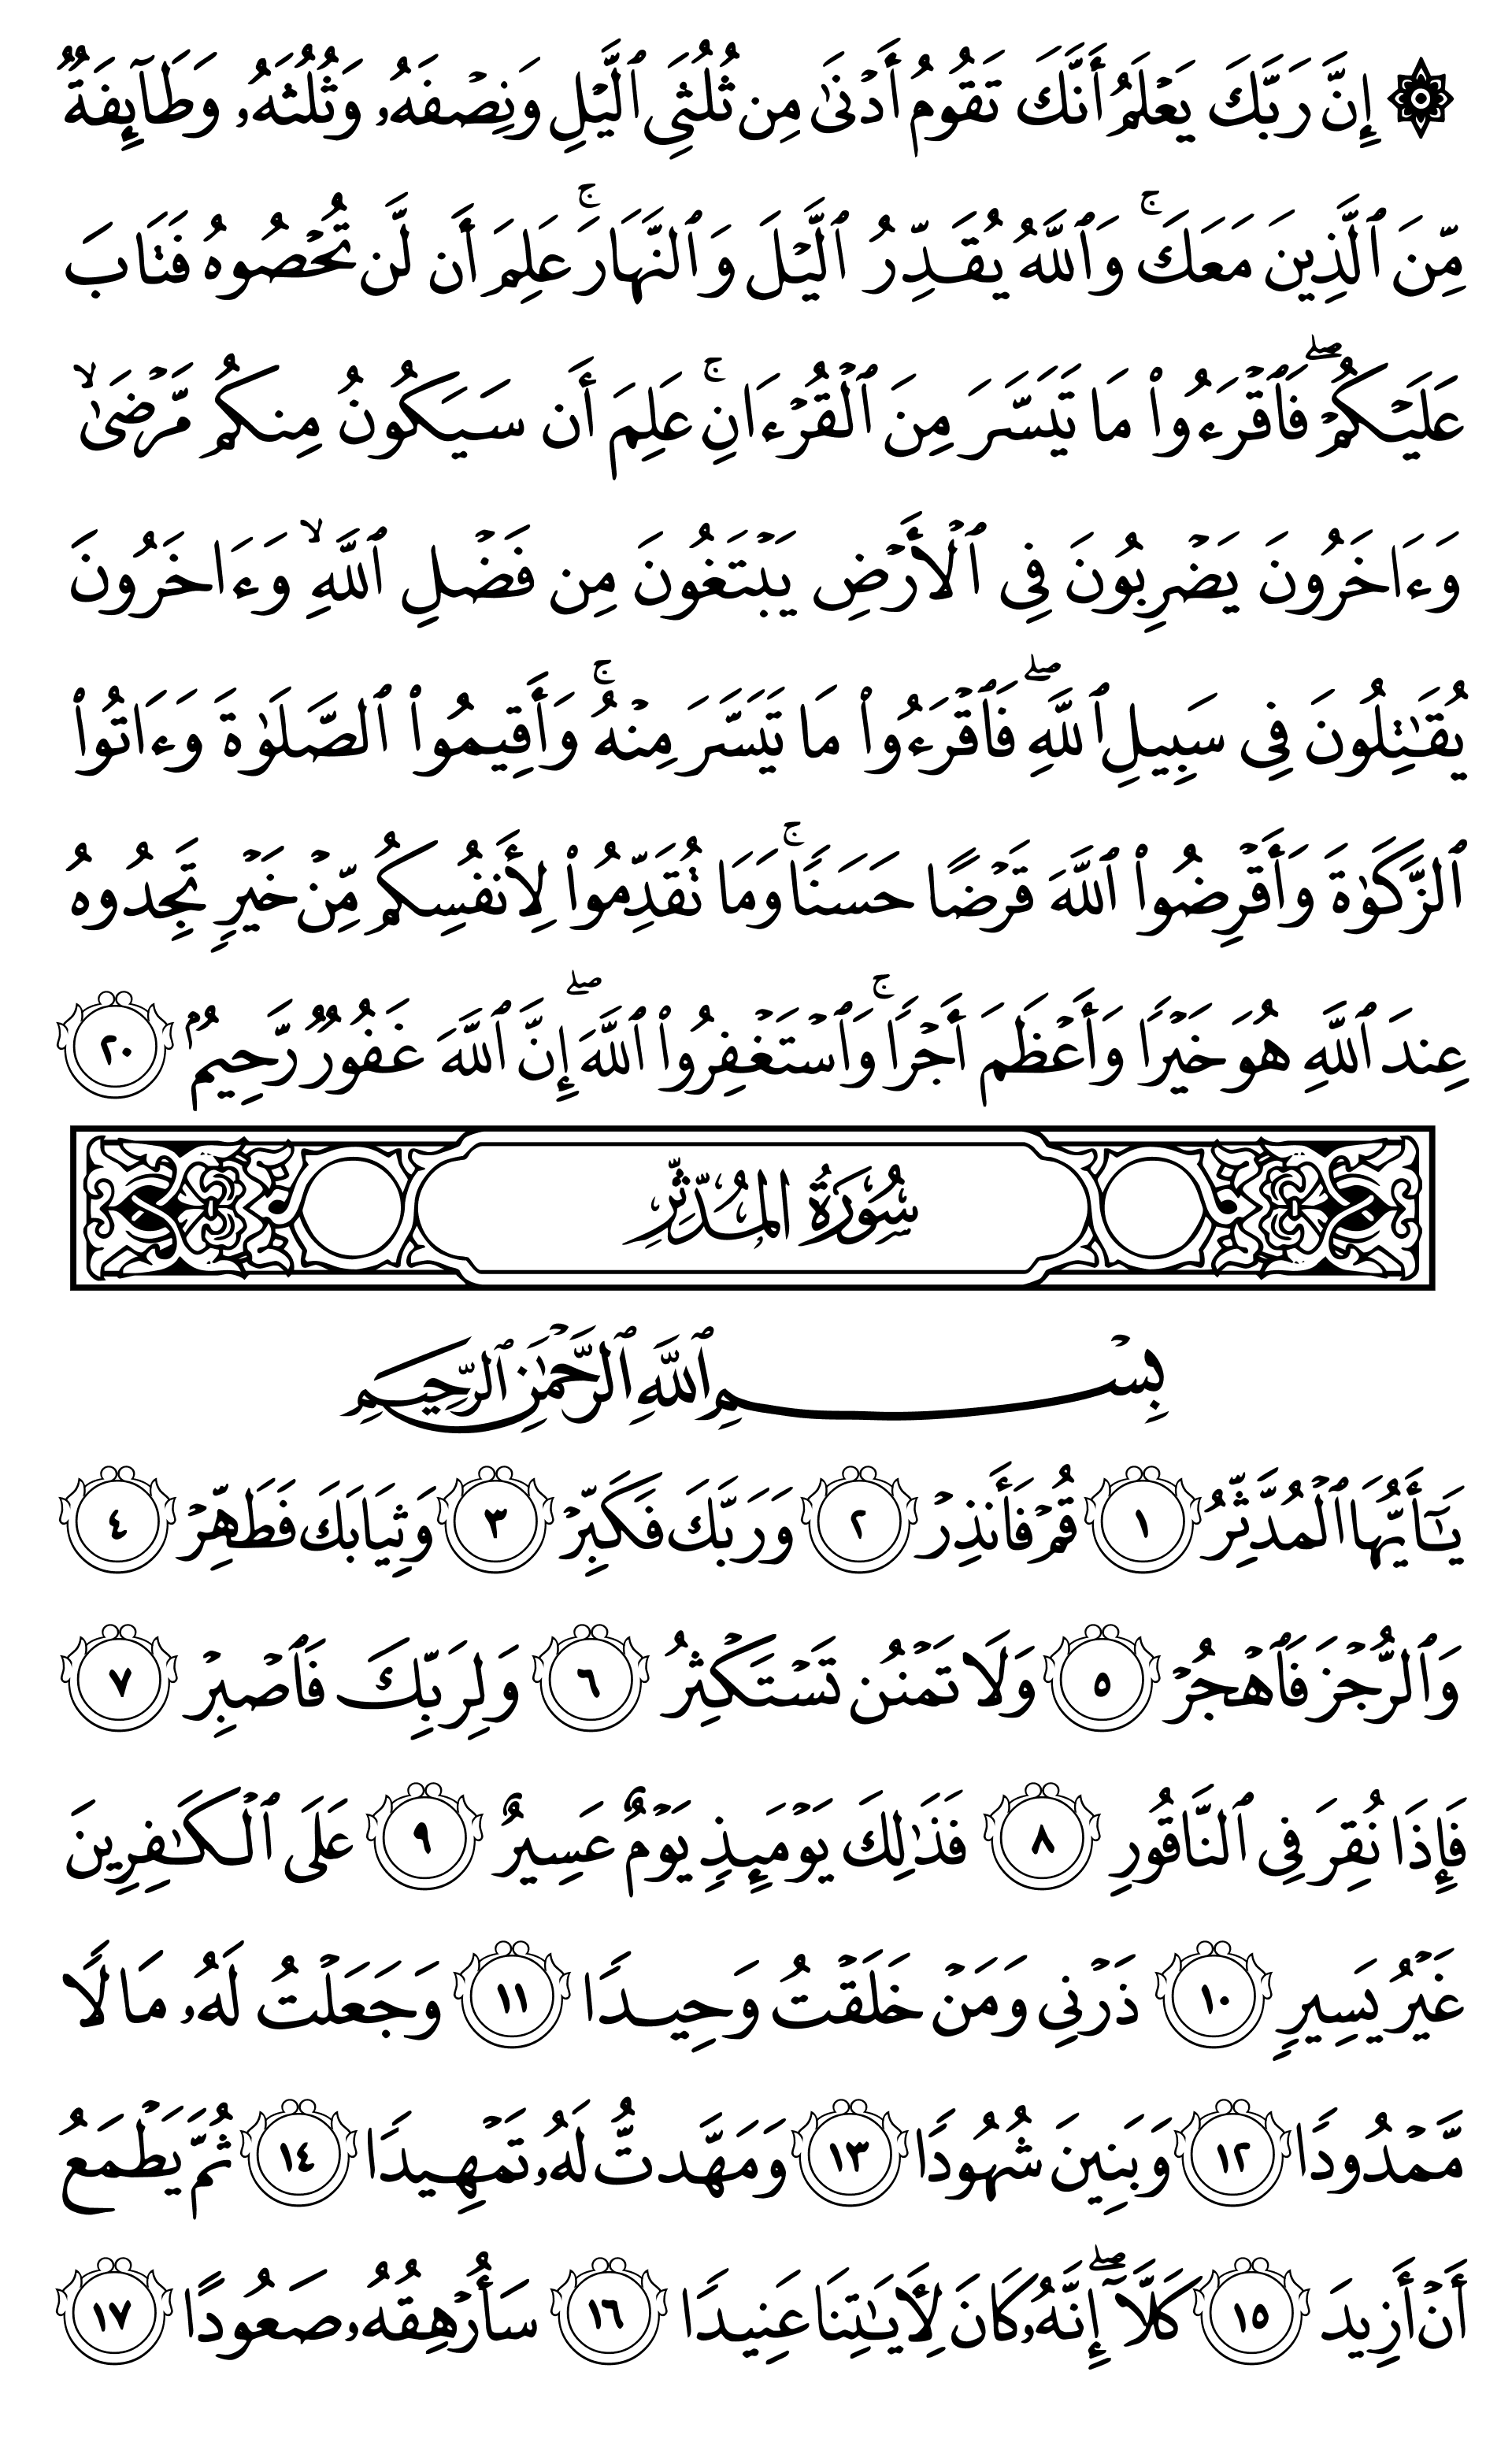 ۞ إِنَّ رَبَّكَ يَعۡلَمُ أَنَّكَ تَقُومُ أَدۡنَىٰ مِن ثُلُثَيِ ٱلَّيۡلِ وَنِصۡفَهُۥ وَثُلُثَهُۥ وَطَآئِفَةٞ
مِّنَ ٱلَّذِينَ مَعَكَۚ وَٱللَّهُ يُقَدِّرُ ٱلَّيۡلَ وَٱلنَّهَارَۚ عَلِمَ أَن لَّن تُحۡصُوهُ فَتَابَ
عَلَيۡكُمۡۖ فَٱقۡرَءُواْ مَا تَيَسَّرَ مِنَ ٱلۡقُرۡءَانِۚ عَلِمَ أَن سَيَكُونُ مِنكُم مَّرۡضَىٰ ۙ
وَءَاخَرُونَ يَضۡرِبُونَ فِي ٱلۡأَرۡضِ يَبۡتَغُونَ مِن فَضۡلِ ٱللَّهِ ۙ وَءَاخَرُونَ
يُقَٰتِلُونَ فِي سَبِيلِ ٱللَّهِۖ فَٱقۡرَءُواْ مَا تَيَسَّرَ مِنۡهُۚ وَأَقِيمُواْ ٱلصَّلَوٰةَ وَءَاتُواْ
ٱلزَّكَوٰةَ وَأَقۡرِضُواْ ٱللَّهَ قَرۡضًا حَسَنٗاۚ وَمَا تُقَدِّمُواْ لِأَنفُسِكُم مِّنۡ خَيۡرٖ تَجِدُوهُ
عِندَ ٱللَّهِ هُوَ خَيۡرٗا وَأَعۡظَمَ أَجۡرٗاۚ وَٱسۡتَغۡفِرُواْ ٱللَّهَۖ إِنَّ ٱللَّهَ غَفُورٞ رَّحِيمُۢ ٢٠
سُورَةُ المُدَّثِّرِ
بِسۡمِ ٱللَّهِ ٱلرَّحۡمَٰنِ ٱلرَّحِيمِ
يَٰٓأَيُّهَا ٱلۡمُدَّثِّرُ ١ قُمۡ فَأَنذِرۡ ٢ وَرَبَّكَ فَكَبِّرۡ ٣ وَثِيَابَكَ فَطَهِّرۡ ٤
وَٱلرُّجۡزَ فَٱهۡجُرۡ ٥ وَلَا تَمۡنُن تَسۡتَكۡثِرُ ٦ وَلِرَبِّكَ فَٱصۡبِرۡ ٧
فَإِذَا نُقِرَ فِي ٱلنَّاقُورِ ٨ فَذَٰلِكَ يَوۡمَئِذٖ يَوۡمٌ عَسِيرٌ ٩ عَلَى ٱلۡكَٰفِرِينَ
غَيۡرُ يَسِيرٖ ١٠ ذَرۡنِي وَمَنۡ خَلَقۡتُ وَحِيدٗا ١١ وَجَعَلۡتُ لَهُۥ مَالٗا
مَّمۡدُودٗا ١٢ وَبَنِينَ شُهُودٗا ١٣ وَمَهَّدتُّ لَهُۥ تَمۡهِيدٗا ١٤ ثُمَّ يَطۡمَعُ
أَنۡ أَزِيدَ ١٥ كَلَّآۖ إِنَّهُۥ كَانَ لِأٓيَٰتِنَا عَنِيدٗا ١٦ سَأُرۡهِقُهُۥ صَعُودًا ١٧